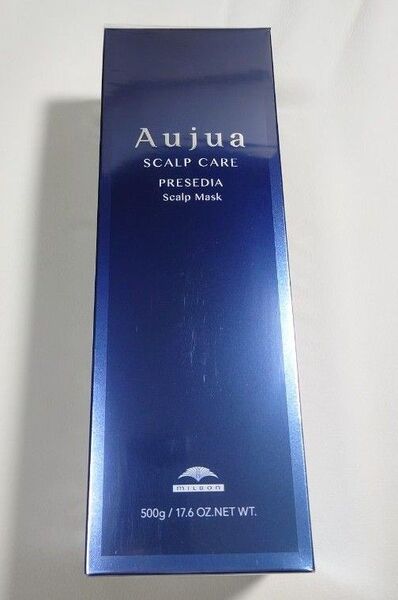 Aujua
SCALP CARE
PRESEDIA
Scalp Mask
MILBON
500g / 17.6 OZ.NET WT.